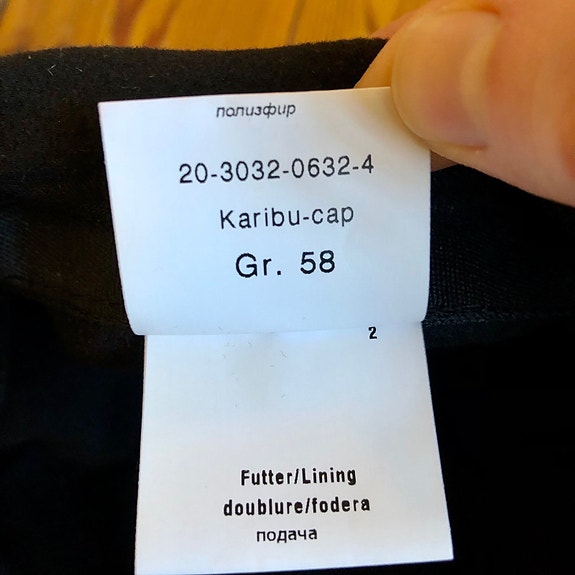 полиэфир
20-3032-0632-4
Karibu-cap
Gr. 58
2
Futter/Lining
doublure/fodera
подача